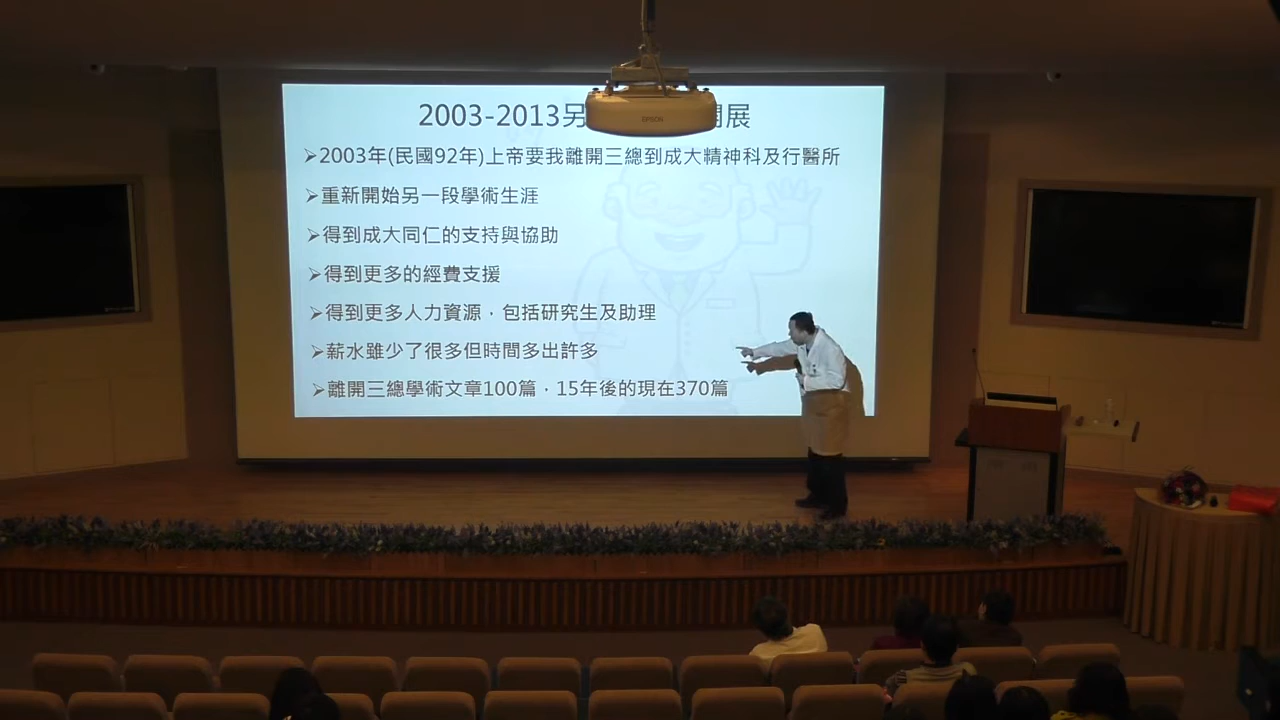 2003-2013另 開展
➢2003年(民國92年)上帝要我離開三總到成大精神科及行醫所
➢重新開始另一段學術生涯
➢得到成大同仁的支持與協助
➢得到更多的經費支援
➢得到更多人力資源，包括研究生及助理
➢薪水雖少了很多但時間多出許多
➢離開三總學術文章100篇，15年後的現在370篇
EPSON